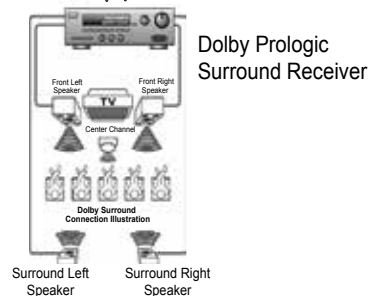 Dolby Prologic
Surround Receiver
Front Left
Speaker
Front Right
Speaker
TV
Center Channel
Dolby Surround
Connection Illustration
Surround Left
Speaker
Surround Right
Speaker